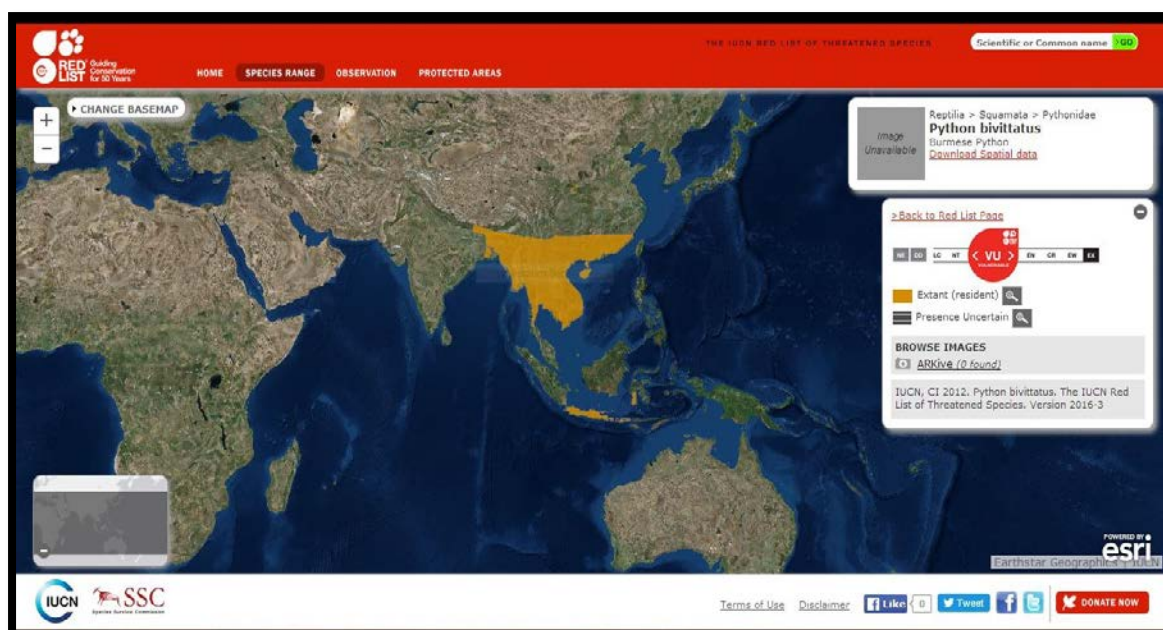 THE IUCN RED LIST OF THREATENED SPECIES
Scientific or Common name >GO
RED LIST
Guiding
Conservation
for 50 Years
HOME SPECIES RANGE OBSERVATION PROTECTED AREAS
+
−
CHANGE BASEMAP
Image
Unavailable
Reptilia > Squamata > Pythonidae
Python bivittatus
Burmese Python
Download Spatial data
>Back to Red List Page
NE DD LC NT < VU > EN CR EW EX
VULNERABLE
Extant (resident)
Presence Uncertain
BROWSE IMAGES
ARKive (0 found)
IUCN, CI 2012. Python bivittatus. The IUCN Red
List of Threatened Species. Version 2016-3
POWERED BY
esri
Earthstar Geographics | IUCN
IUCN
SSC
Species Survival Commission
Terms of Use Disclaimer Like 0 Tweet DONATE NOW